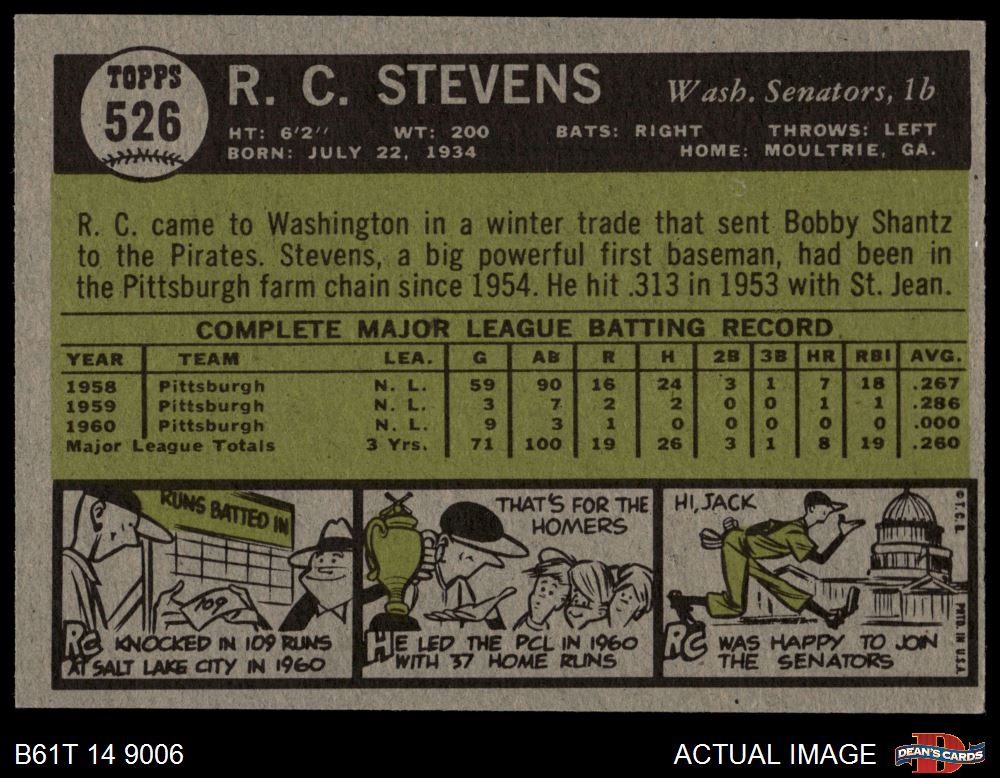 TOPPS
526
R. C. STEVENS
Wash. Senators, 1b
HT: 6'2" WT: 200 BATS: RIGHT THROWS: LEFT
BORN: JULY 22, 1934 HOME: MOULTRIE, GA.
R. C. came to Washington in a winter trade that sent Bobby Shantz
to the Pirates. Stevens, a big powerful first baseman, had been in
the Pittsburgh farm chain since 1954. He hit .313 in 1953 with St. Jean.
COMPLETE MAJOR LEAGUE BATTING RECORD
YEAR TEAM LEA. G AB R H 2B 3B HR RBI AVG.
1958 Pittsburgh N. L. 59 90 16 24 3 1 7 18 .267
1959 Pittsburgh N. L. 3 7 2 2 0 0 1 1 .286
1960 Pittsburgh N. L. 9 3 1 0 0 0 0 0 .000
Major League Totals 3 Yrs. 71 100 19 26 3 1 8 19 .260
RUNS BATTED IN
109
RC KNOCKED IN 109 RUNS
AT SALT LAKE CITY IN 1960
THAT'S FOR THE
HOMERS
HE LED THE PCL IN 1960
WITH 37 HOME RUNS
HI, JACK
RC WAS HAPPY TO JOIN
THE SENATORS
© T.C.G.
PRTD. IN U.S.A.
B61T 14 9006
ACTUAL IMAGE
DEAN'S CARDS